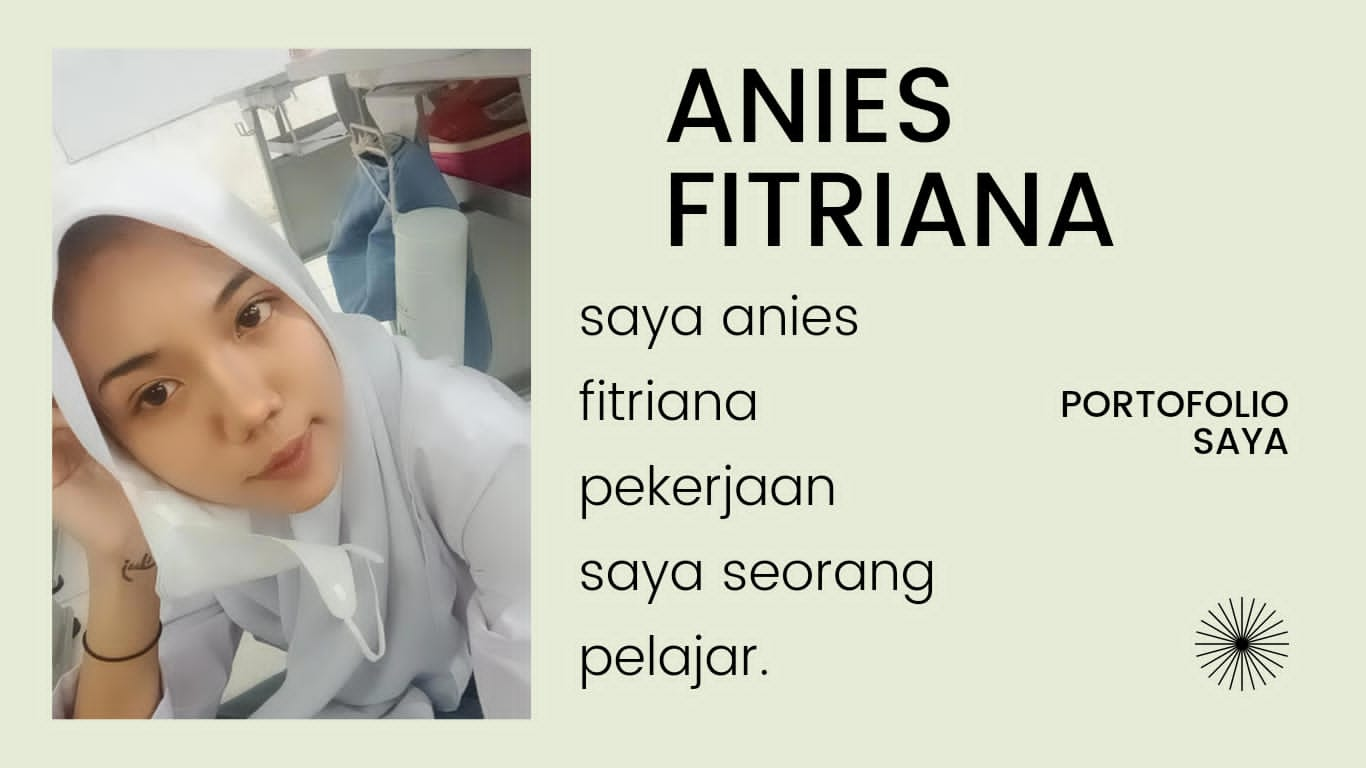 ANIES
FITRIANA
saya anies
fitriana
pekerjaan
saya seorang
pelajar.
PORTOFOLIO
SAYA